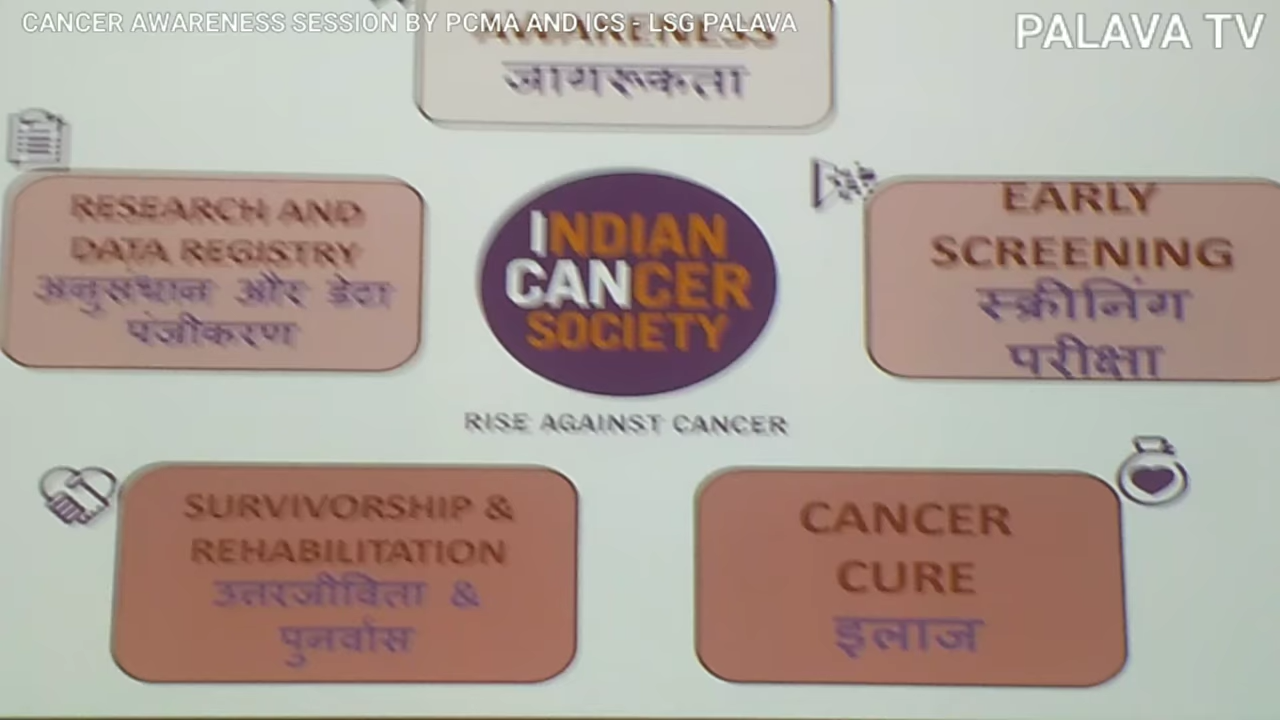 CANCER AWARENESS SESSION BY PCMA AND ICS - LSG PALAVA
PALAVA TV
AWARENESS
जागरूकता
RESEARCH AND
DATA REGISTRY
अनुसंधान और डेटा
पंजीकरण
INDIAN
CANCER
SOCIETY
RISE AGAINST CANCER
EARLY
SCREENING
स्क्रीनिंग
परीक्षा
SURVIVORSHIP &
REHABILITATION
उत्तरजीविता &
पुनर्वास
CANCER
CURE
इलाज